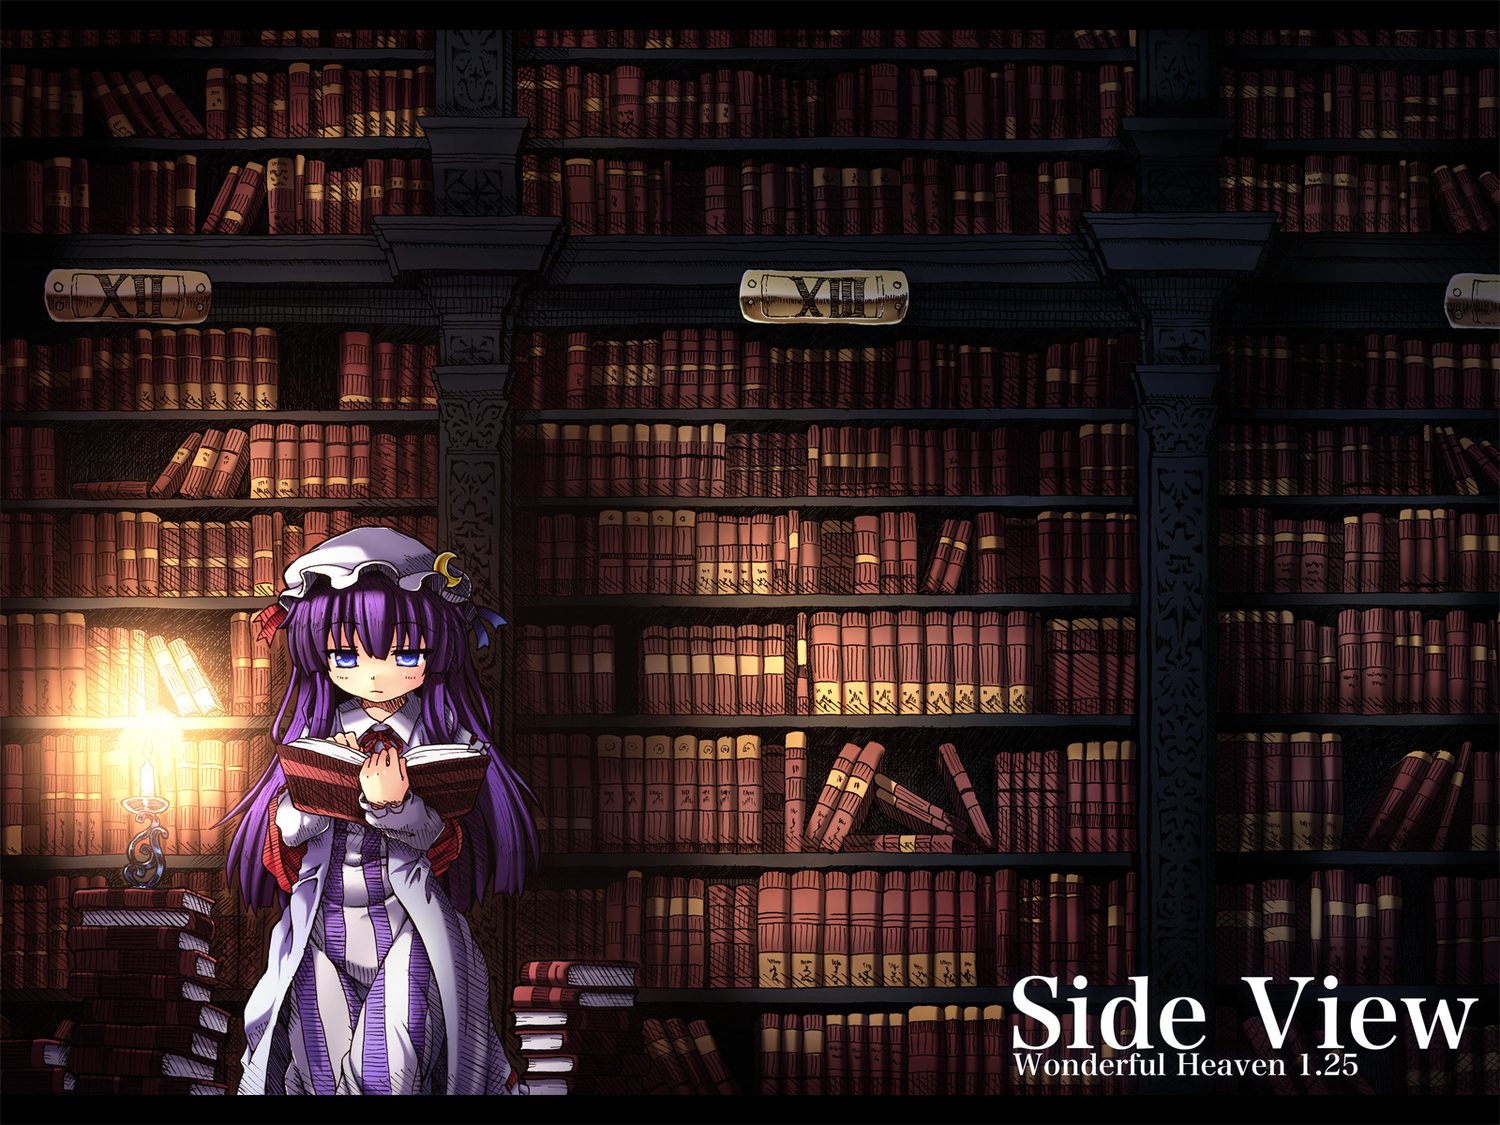 XII
XIII
Side View
Wonderful Heaven 1.25